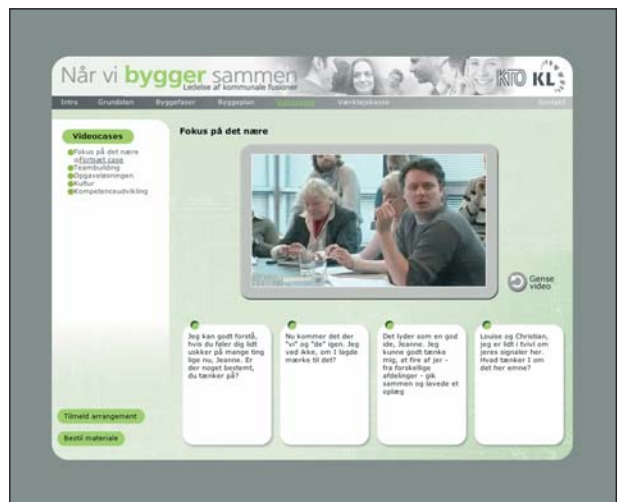 Når vi bygger sammen
Ledelse af kommunale fusioner
KTO KL
Intro Grundsten Byggefaser Byggeplan Videocases Værktøjskasse Kontakt
Videocases
Fokus på det nære
Fortsæt case
Teambuilding
Opgaveløsningen
Kultur
Kompetenceudvikling
Tilmeld arrangement
Bestil materiale
Fokus på det nære
Gense
video
Jeg kan godt forstå,
hvis du føler dig lidt
usikker på mange ting
lige nu, Jeanne. Er
der noget bestemt,
du tænker på?
Nu kommer det der
"vi" og "de" igen. Jeg
ved ikke, om I lagde
mærke til det?
Det lyder som en god
ide, Jeanne. Jeg
kunne godt tænke
mig, at fire af jer -
fra forskellige
afdelinger - gik
sammen og lavede et
oplæg
Louise og Christian,
jeg er lidt i tvivl om
jeres signaler her.
Hvad tænker I om
det her emne?